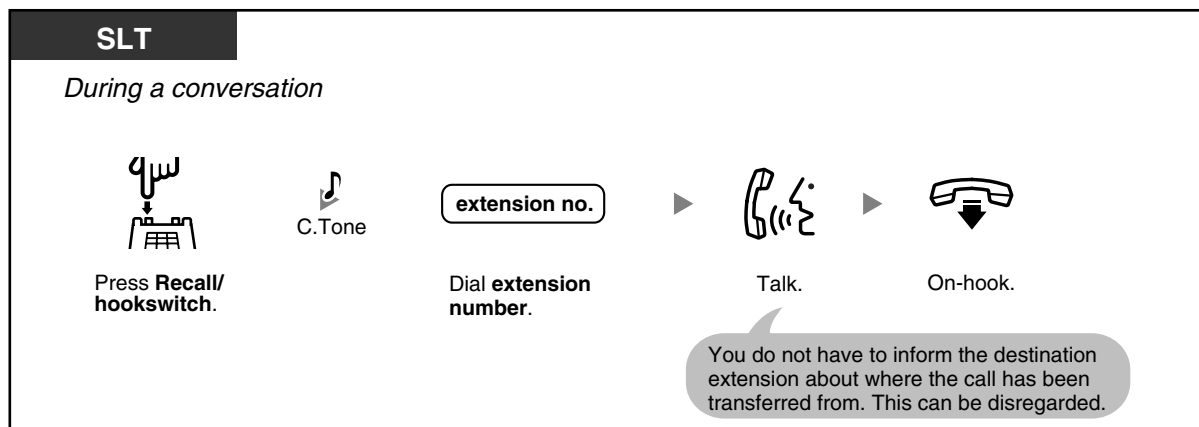 SLT
During a conversation
C.Tone
extension no.
Press Recall/
hookswitch.
Dial extension
number.
Talk.
On-hook.
You do not have to inform the destination
extension about where the call has been
transferred from. This can be disregarded.